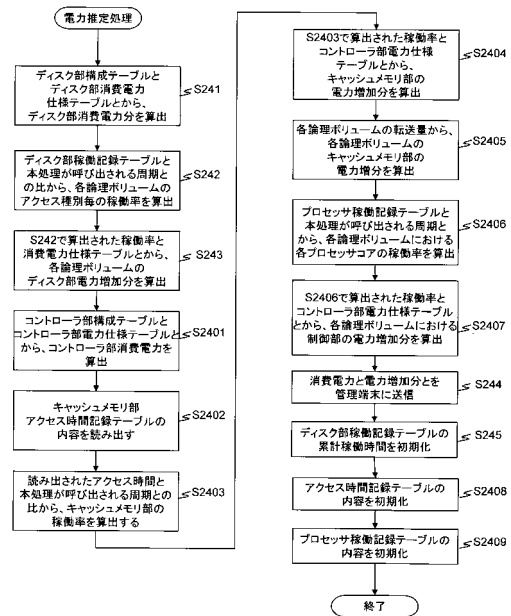 電力推定処理
ディスク部構成テーブルと
ディスク部消費電力
仕様テーブルとから、
ディスク部消費電力分を算出
S241
ディスク部稼働記録テーブルと
本処理が呼び出される周期と
の比から、各論理ボリュームの
アクセス種別毎の稼働率を算出
S242
S242で算出された稼働率と
消費電力仕様テーブルとから、
各論理ボリュームの
ディスク部電力増加分を算出
S243
コントローラ部構成テーブルと
コントローラ部電力仕様テーブルと
から、コントローラ部消費電力を
算出
S2401
キャッシュメモリ部
アクセス時間記録テーブルの
内容を読み出す
S2402
読み出されたアクセス時間と
本処理が呼び出される周期との
比から、キャッシュメモリ部の
稼働率を算出する
S2403
S2403で算出された稼働率と
コントローラ部電力仕様
テーブルとから、
キャッシュメモリ部の
電力増加分を算出
S2404
各論理ボリュームの転送量から、
各論理ボリュームの
キャッシュメモリ部の
電力増分を算出
S2405
プロセッサ稼働記録テーブルと
本処理が呼び出される周期と
から、各論理ボリュームにおける
各プロセッサコアの稼働率を算出
S2406
S2406で算出された稼働率と
コントローラ部電力仕様テーブル
とから、各論理ボリュームにおける
制御部の電力増加分を算出
S2407
消費電力と電力増加分とを
管理端末に送信
S244
ディスク部稼働記録テーブルの
累計稼働時間を初期化
S245
アクセス時間記録テーブルの
内容を初期化
S2408
プロセッサ稼働記録テーブルの
内容を初期化
S2409
終了